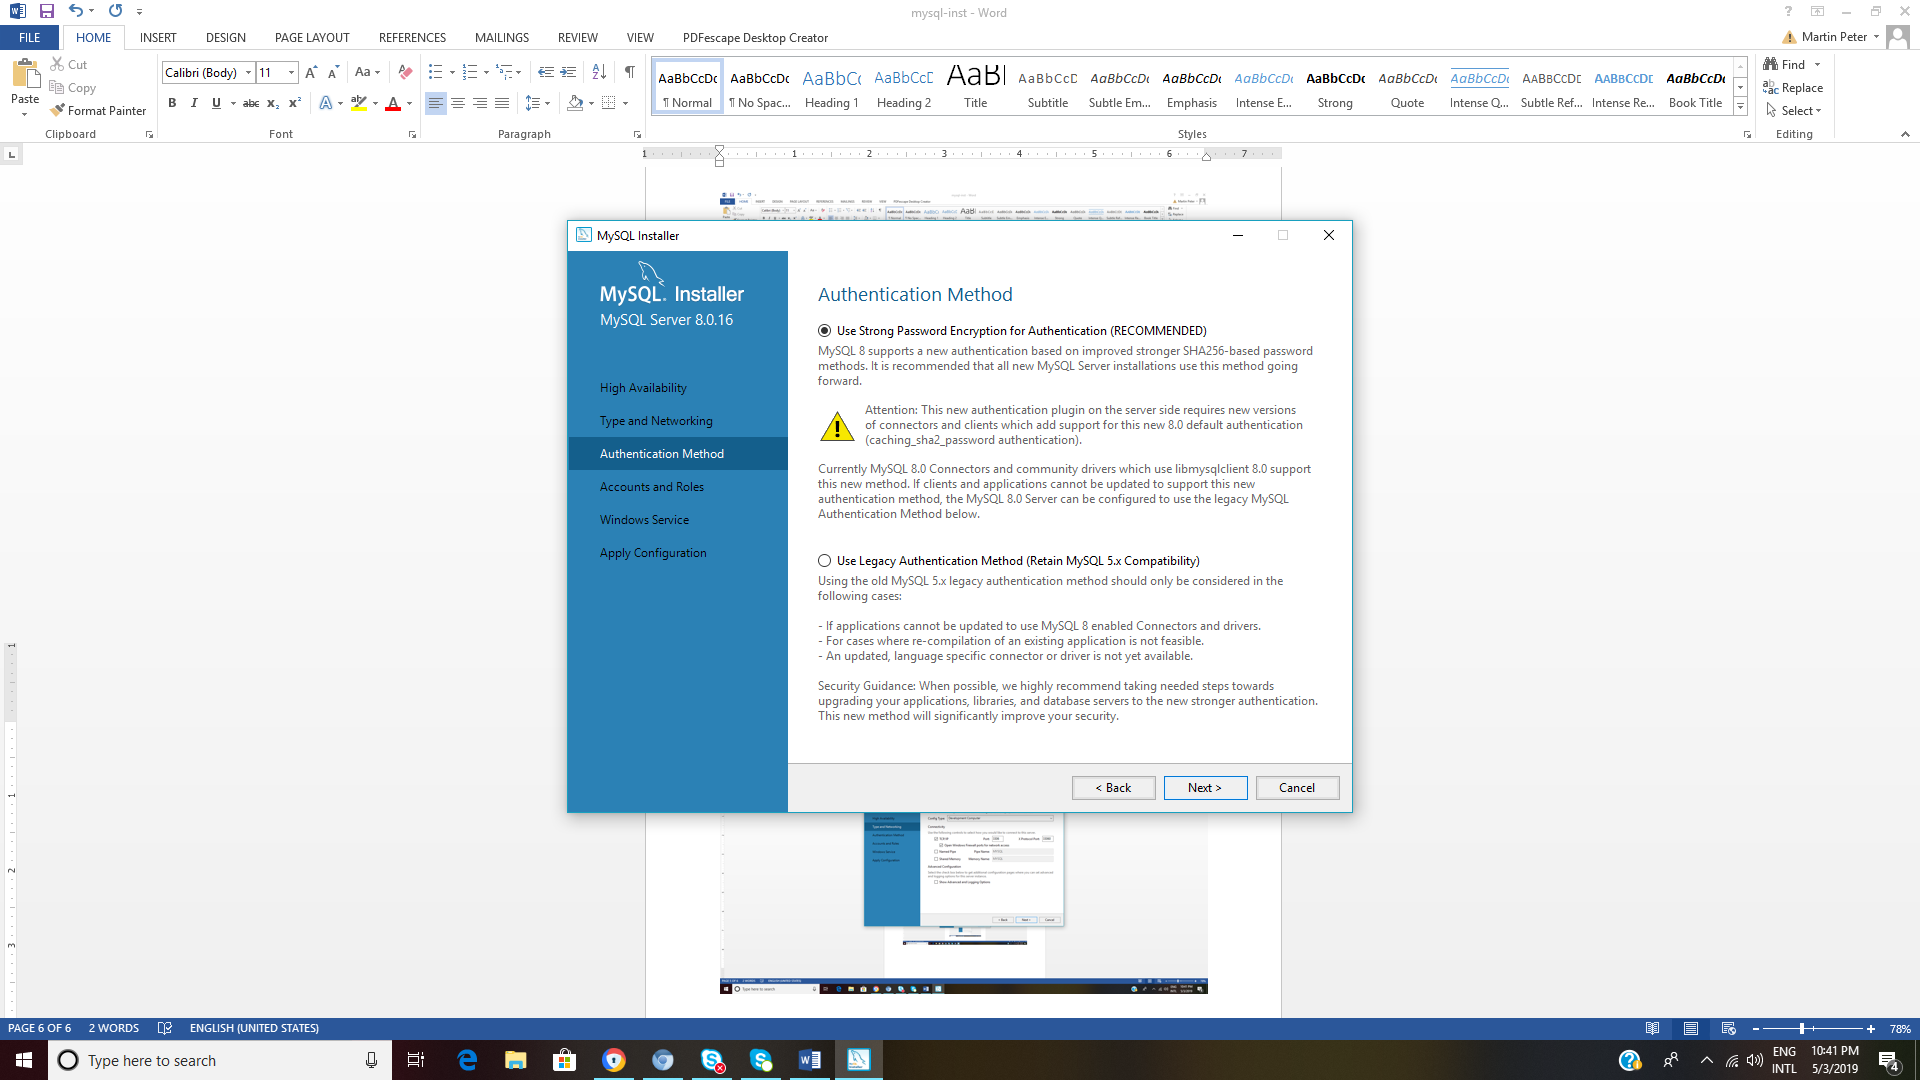 mysql-inst - Word
FILE HOME INSERT DESIGN PAGE LAYOUT REFERENCES MAILINGS REVIEW VIEW PDFescape Desktop Creator
Martin Peter
Paste
Cut
Copy
Format Painter
Clipboard
Calibri (Body) 11
Font
Paragraph
AaBbCcDc AaBbCcDc AaBbCc AaBbCcD AaBl AaBbCcD AaBbCcDc AaBbCcDc AaBbCcDc AaBbCcDc AaBbCcDc AaBbCcDc AABBCCDE AABBCCDE AaBbCcDc
¶ Normal ¶ No Spac... Heading 1 Heading 2 Title Subtitle Subtle Em... Emphasis Intense E... Strong Quote Intense Q... Subtle Ref... Intense Re... Book Title
Styles
Find
Replace
Select
Editing
1 1 2 3 4 5 6 7
MySQL Installer
MySQL. Installer
MySQL Server 8.0.16
High Availability
Type and Networking
Authentication Method
Accounts and Roles
Windows Service
Apply Configuration
Authentication Method
Use Strong Password Encryption for Authentication (RECOMMENDED)
MySQL 8 supports a new authentication based on improved stronger SHA256-based password
methods. It is recommended that all new MySQL Server installations use this method going
forward.
Attention: This new authentication plugin on the server side requires new versions
of connectors and clients which add support for this new 8.0 default authentication
(caching_sha2_password authentication).
Currently MySQL 8.0 Connectors and community drivers which use libmysqlclient 8.0 support
this new method. If clients and applications cannot be updated to support this new
authentication method, the MySQL 8.0 Server can be configured to use the legacy MySQL
Authentication Method below.
Use Legacy Authentication Method (Retain MySQL 5.x Compatibility)
Using the old MySQL 5.x legacy authentication method should only be considered in the
following cases:
- If applications cannot be updated to use MySQL 8 enabled Connectors and drivers.
- For cases where re-compilation of an existing application is not feasible.
- An updated, language specific connector or driver is not yet available.
Security Guidance: When possible, we highly recommend taking needed steps towards
upgrading your applications, libraries, and database servers to the new stronger authentication.
This new method will significantly improve your security.
< Back Next > Cancel
PAGE 6 OF 6 2 WORDS ENGLISH (UNITED STATES) 78%
Type here to search
ENG
INTL
10:41 PM
5/3/2019
4